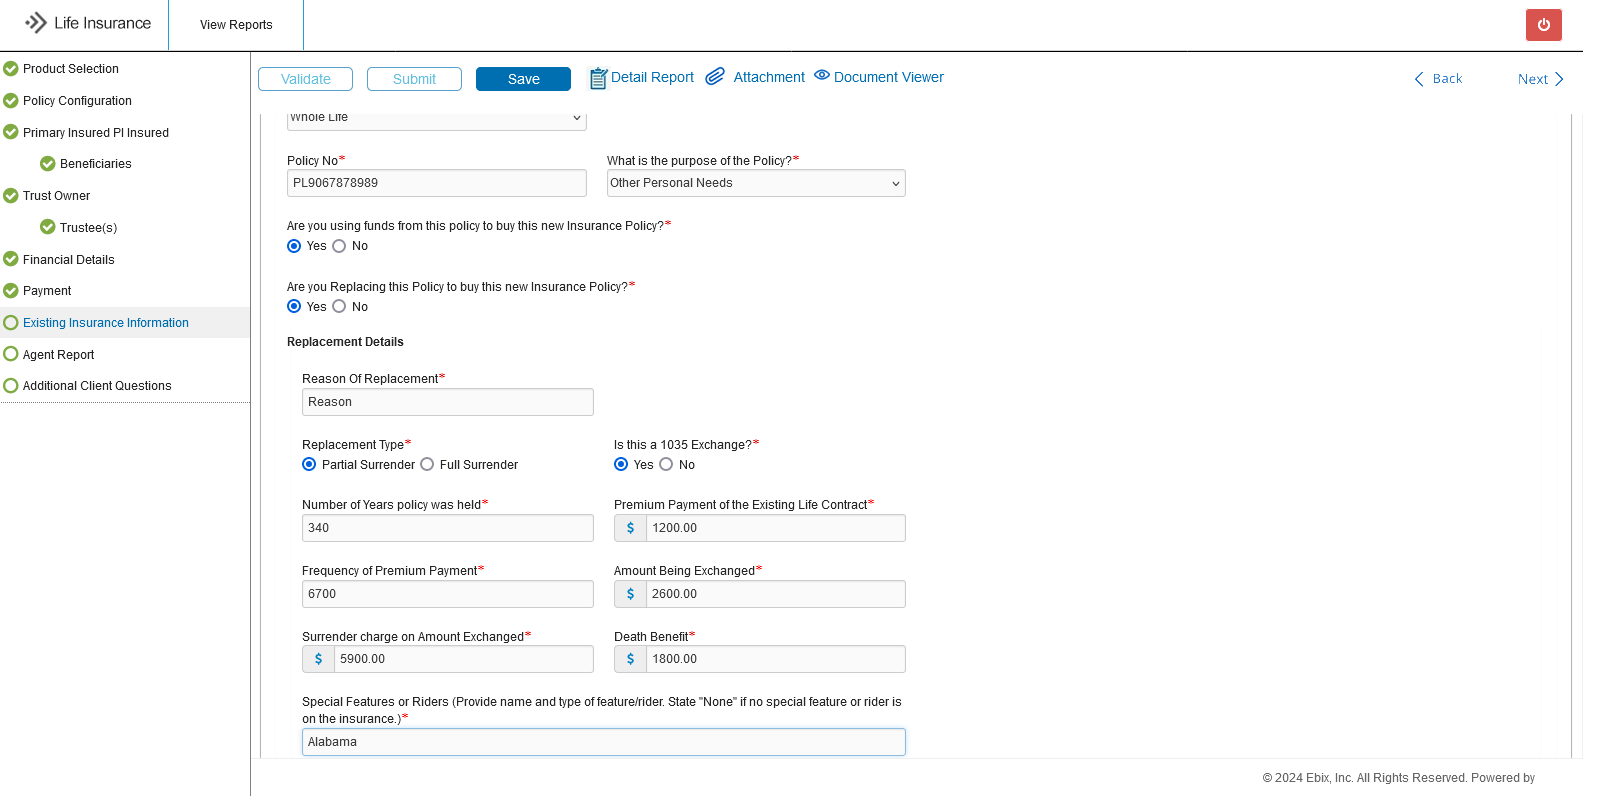 Life Insurance
View Reports
Product Selection
Policy Configuration
Primary Insured PI Insured
Beneficiaries
Trust Owner
Trustee(s)
Financial Details
Payment
Existing Insurance Information
Agent Report
Additional Client Questions
Validate Submit Save Detail Report Attachment Document Viewer Back Next
Whole Life
Policy No* What is the purpose of the Policy?*
PL9067878989 Other Personal Needs
Are you using funds from this policy to buy this new Insurance Policy?*
Yes No
Are you Replacing this Policy to buy this new Insurance Policy?*
Yes No
Replacement Details
Reason Of Replacement*
Reason
Replacement Type* Is this a 1035 Exchange?*
Partial Surrender Full Surrender Yes No
Number of Years policy was held* Premium Payment of the Existing Life Contract*
340 $ 1200.00
Frequency of Premium Payment* Amount Being Exchanged*
6700 $ 2600.00
Surrender charge on Amount Exchanged* Death Benefit*
$ 5900.00 $ 1800.00
Special Features or Riders (Provide name and type of feature/rider. State "None" if no special feature or rider is
on the insurance.)*
Alabama
© 2024 Ebix, Inc. All Rights Reserved. Powered by